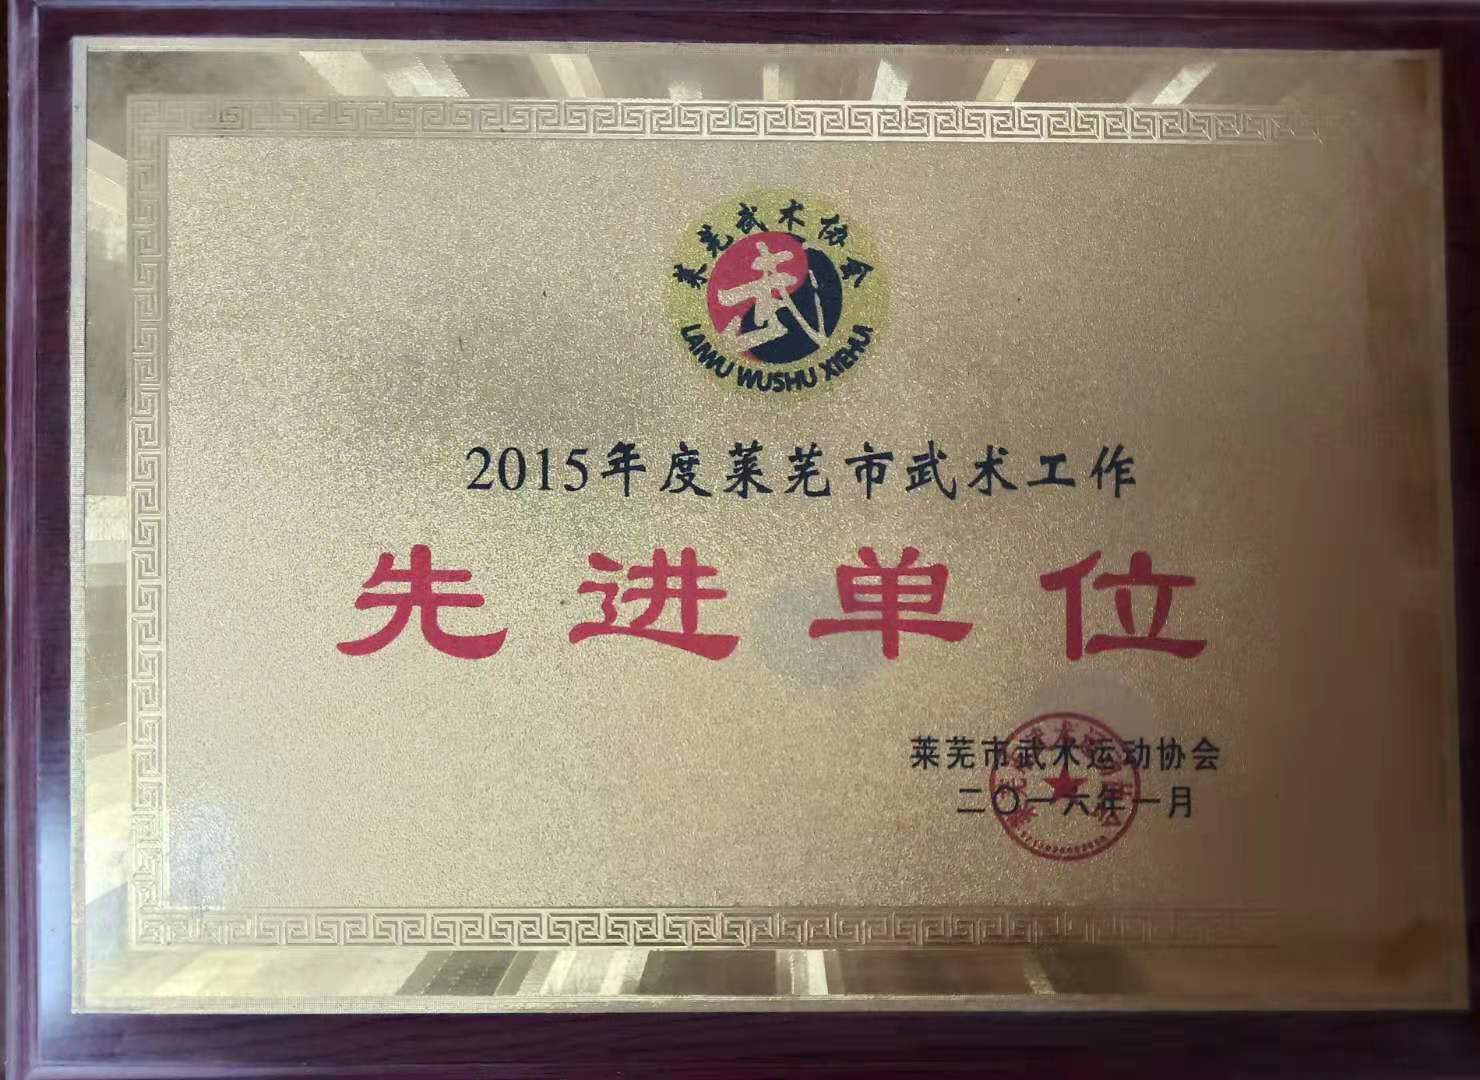 莱芜武术协会
武
LAIWU WUSHU XIEHUI
2015年度莱芜市武术工作
先进单位
莱芜市武术运动协会
二〇一六年一月